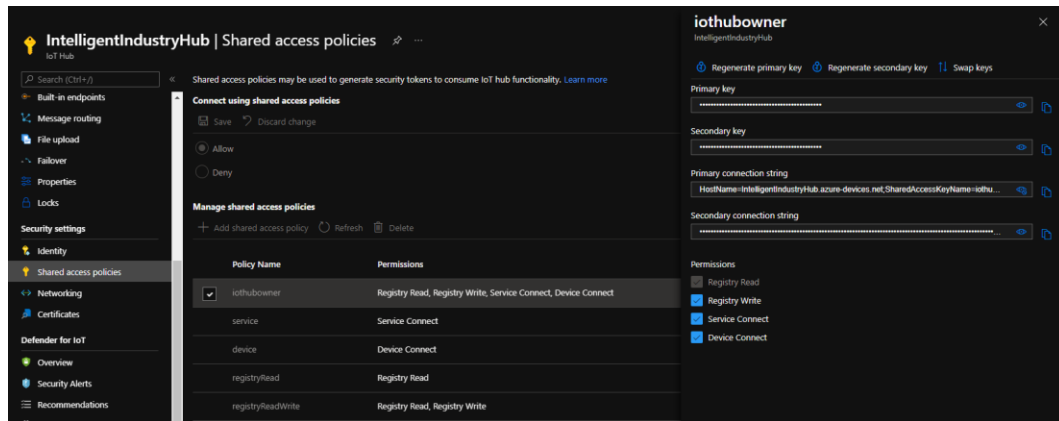 IntelligentIndustryHub | Shared access policies
IoT Hub
Search (Ctrl+/)
Built-in endpoints
Message routing
File upload
Failover
Properties
Locks
Security settings
Identity
Shared access policies
Networking
Certificates
Defender for IoT
Overview
Security Alerts
Recommendations
Shared access policies may be used to generate security tokens to consume IoT hub functionality. Learn more
Connect using shared access policies
Save Discard change
Allow
Deny
Manage shared access policies
Add shared access policy Refresh Delete
Policy Name Permissions
iothubowner Registry Read, Registry Write, Service Connect, Device Connect
service Service Connect
device Device Connect
registryRead Registry Read
registryReadWrite Registry Read, Registry Write
iothubowner
IntelligentIndustryHub
Regenerate primary key Regenerate secondary key Swap keys
Primary key
Secondary key
Primary connection string
HostName=IntelligentIndustryHub.azure-devices.net;SharedAccessKeyName=iothu...
Secondary connection string
Permissions
Registry Read
Registry Write
Service Connect
Device Connect